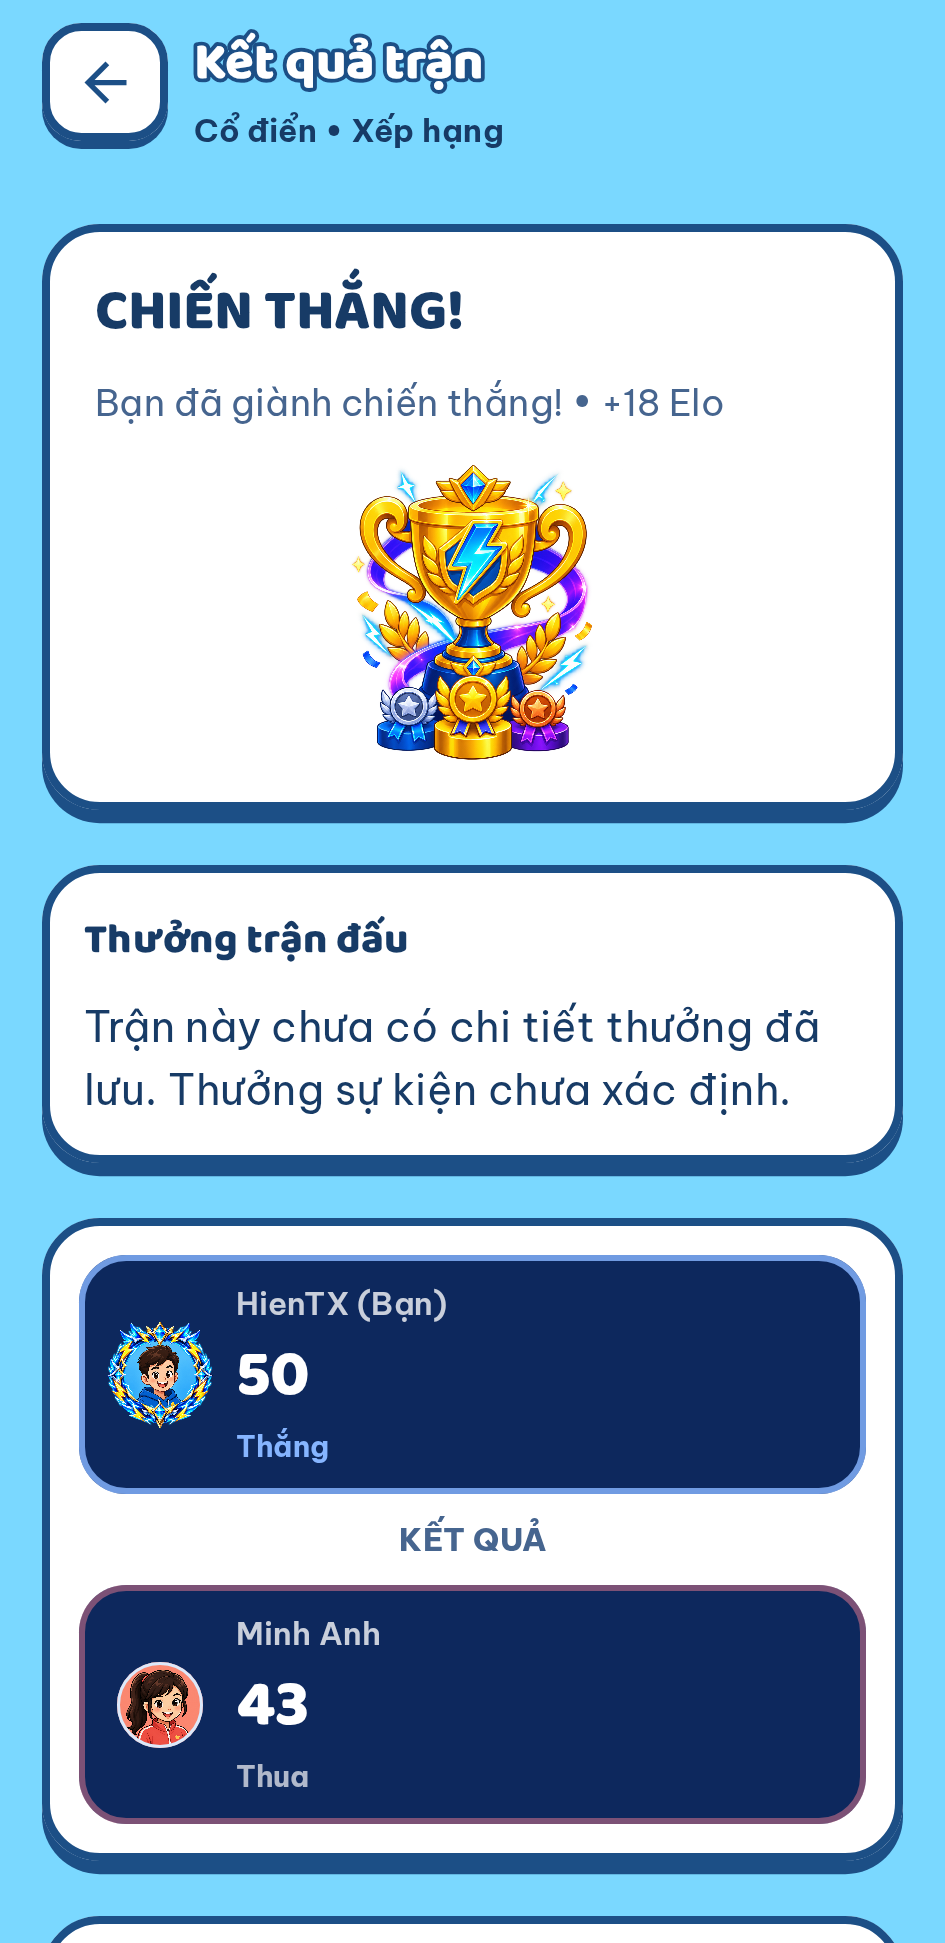 Kết quả trận
Cổ điển • Xếp hạng
CHIẾN THẮNG!
Bạn đã giành chiến thắng! • +18 Elo
Thưởng trận đấu
Trận này chưa có chi tiết thưởng đã
lưu. Thưởng sự kiện chưa xác định.
HienTX (Bạn)
50
Thắng
KẾT QUẢ
Minh Anh
43
Thua